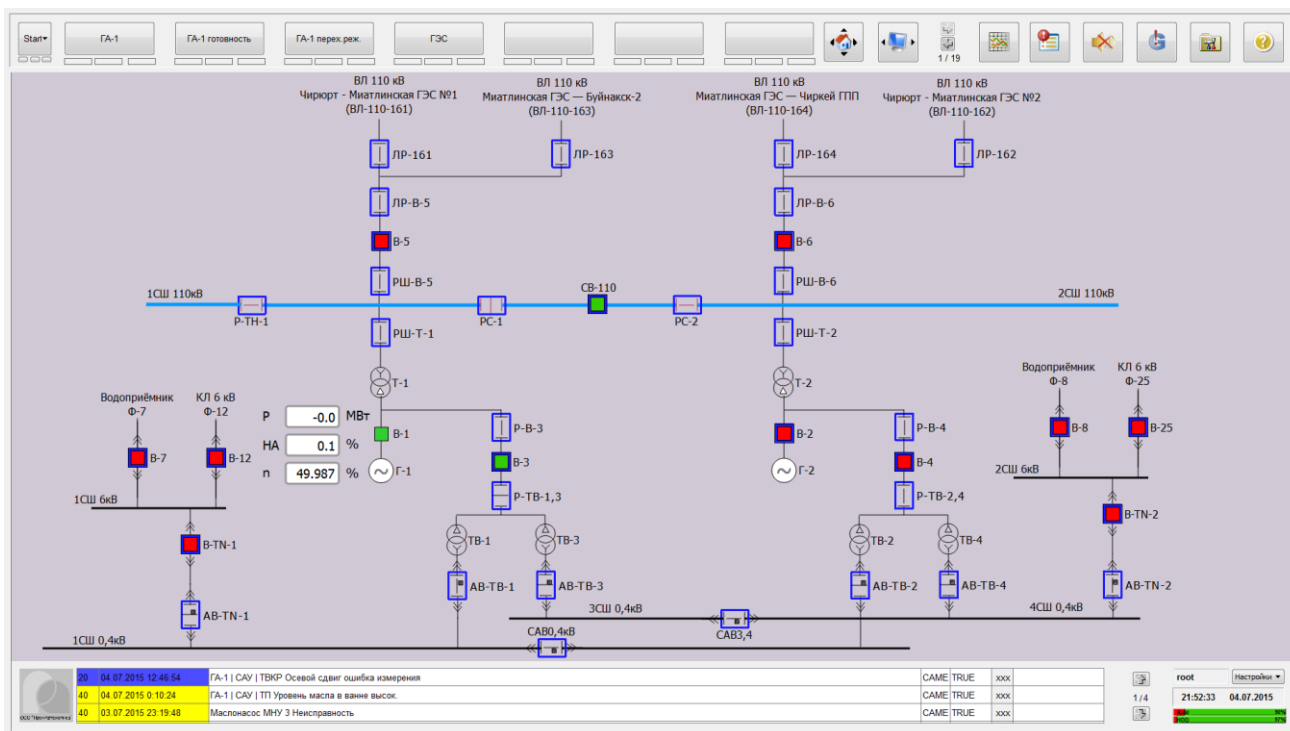 Start
ГА-1
ГА-1 готовность
ГА-1 перех.реж.
ГЭС
1 / 19
ВЛ 110 кВ
Чирюрт - Миатлинская ГЭС №1
(ВЛ-110-161)
ВЛ 110 кВ
Миатлинская ГЭС — Буйнакск-2
(ВЛ-110-163)
ВЛ 110 кВ
Миатлинская ГЭС — Чиркей ГПП
(ВЛ-110-164)
ВЛ 110 кВ
Чирюрт - Миатлинская ГЭС №2
(ВЛ-110-162)
ЛР-161
ЛР-163
ЛР-164
ЛР-162
ЛР-В-5
ЛР-В-6
В-5
В-6
РШ-В-5
СВ-110
РШ-В-6
1СШ 110кВ
2СШ 110кВ
Р-ТН-1
РС-1
РС-2
РШ-Т-1
РШ-Т-2
Т-1
Т-2
Водоприёмник
Ф-7
КЛ 6 кВ
Ф-12
Водоприёмник
Ф-8
КЛ 6 кВ
Ф-25
P -0.0 МВт
НА 0.1 %
n 49.987 %
В-1
Р-В-3
В-2
Р-В-4
В-8
В-25
В-7
В-12
Г-1
В-3
Г-2
В-4
2СШ 6кВ
1СШ 6кВ
Р-ТВ-1,3
Р-ТВ-2,4
В-TN-2
В-TN-1
ТВ-1
ТВ-3
ТВ-2
ТВ-4
АВ-ТВ-1
АВ-ТВ-3
АВ-ТВ-2
АВ-ТВ-4
АВ-TN-2
АВ-TN-1
3СШ 0,4кВ
4СШ 0,4кВ
САВ3,4
1СШ 0,4кВ
САВ0,4кВ
20 04.07.2015 12:46:54 ГА-1 | САУ | ТВКР Осевой сдвиг ошибка измерения CAME TRUE xxx
40 04.07.2015 0:10:24 ГА-1 | САУ | ТП Уровень масла в ванне высок. CAME TRUE xxx
40 03.07.2015 23:19:48 Маслонасос МНУ 3 Неисправность CAME TRUE xxx
1/4
root
Настройки
21:52:33 04.07.2015